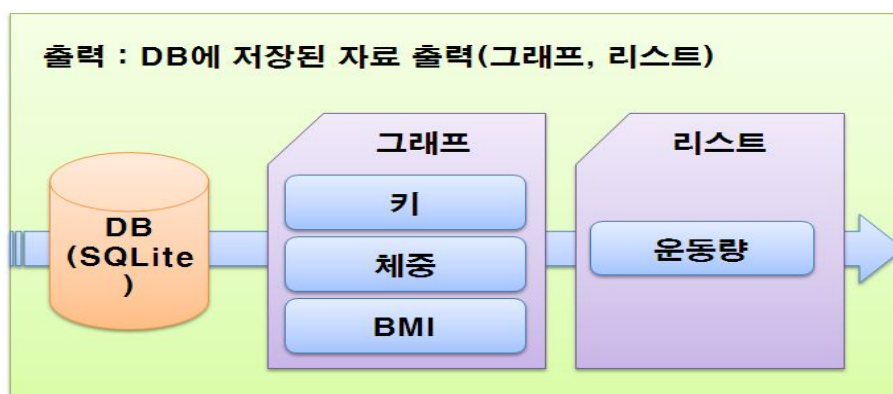 출력 : DB에 저장된 자료 출력(그래프, 리스트)
DB
(SQLite
)
그래프
키
체중
BMI
리스트
운동량